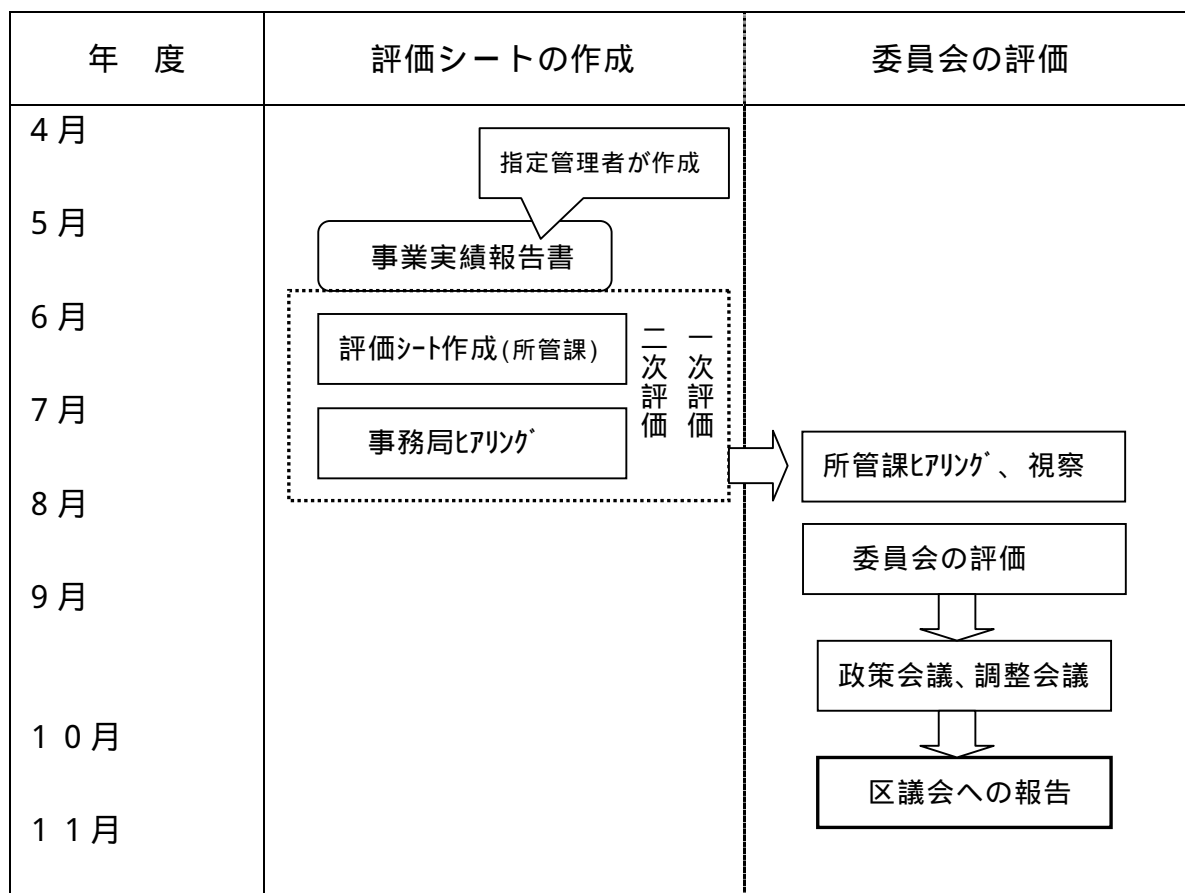 年　度
評価シートの作成
委員会の評価
４月
指定管理者が作成
５月
事業実績報告書
６月
評価ｼｰﾄ作成(所管課)
一次評価
二次評価
７月
事務局ﾋｱﾘﾝｸﾞ
所管課ﾋｱﾘﾝｸﾞ、視察
８月
委員会の評価
９月
政策会議、調整会議
１０月
区議会への報告
１１月